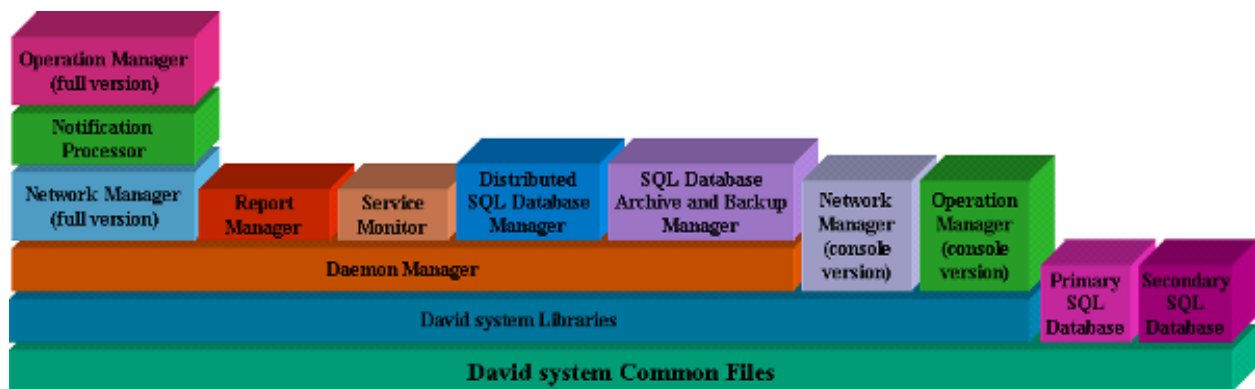 Operation Manager
(full version)
Notification
Processor
Network Manager
(full version)
Report
Manager
Service
Monitor
Distributed
SQL Database
Manager
SQL Database
Archive and Backup
Manager
Network
Manager
(console
version)
Operation
Manager
(console
version)
Daemon Manager
Primary
SQL
Database
Secondary
SQL
Database
David system Libraries
David system Common Files